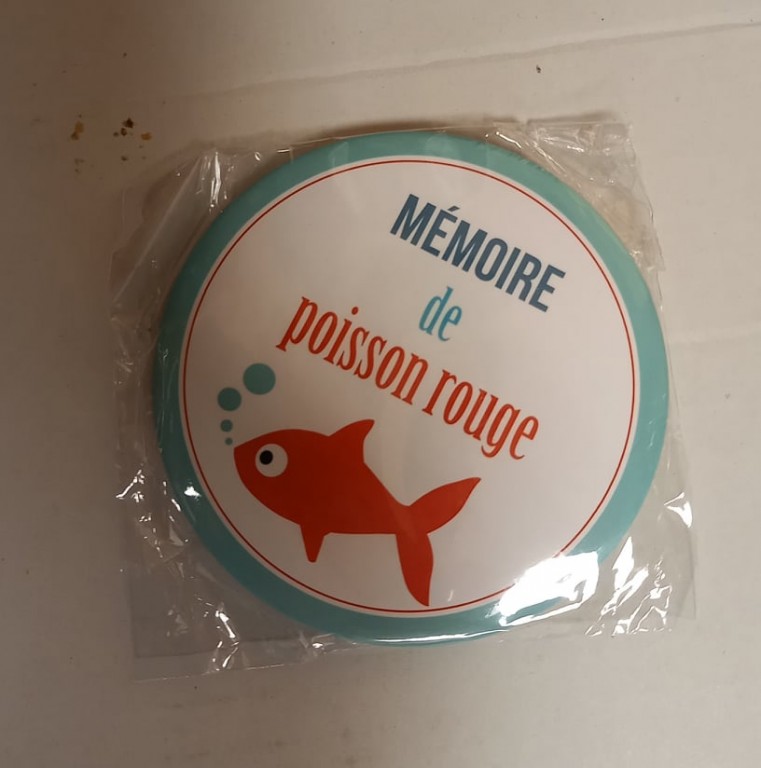 MÉMOIRE
de
poisson rouge